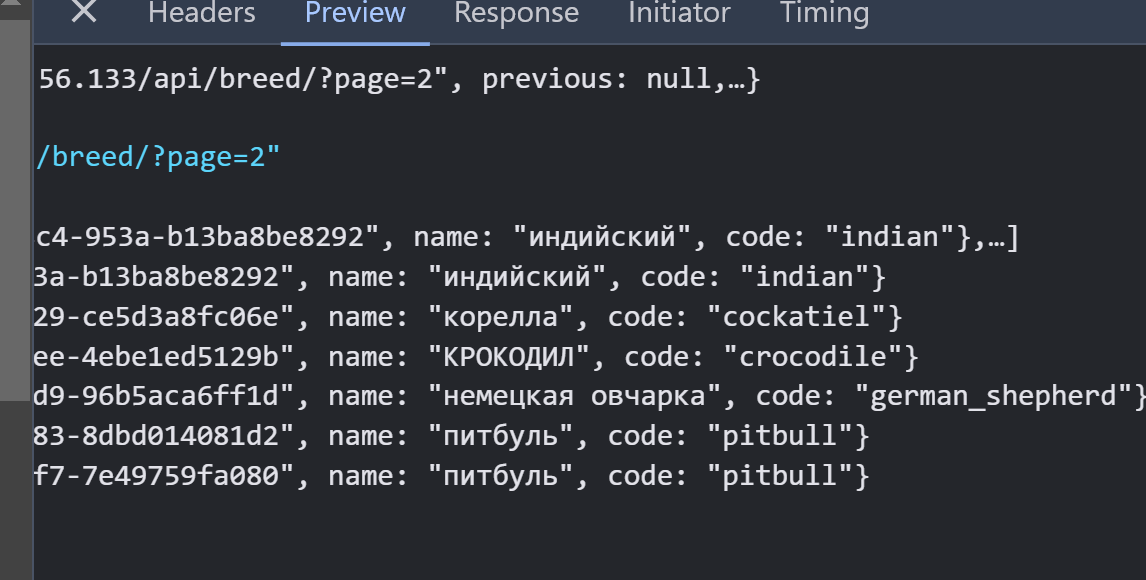 Headers Preview Response Initiator Timing
56.133/api/breed/?page=2", previous: null,…}
/breed/?page=2"
c4-953a-b13ba8be8292", name: "индийский", code: "indian"},…]
3a-b13ba8be8292", name: "индийский", code: "indian"}
29-ce5d3a8fc06e", name: "корелла", code: "cockatiel"}
ee-4ebe1ed5129b", name: "КРОКОДИЛ", code: "crocodile"}
d9-96b5aca6ff1d", name: "немецкая овчарка", code: "german_shepherd"}
83-8dbd014081d2", name: "питбуль", code: "pitbull"}
f7-7e49759fa080", name: "питбуль", code: "pitbull"}